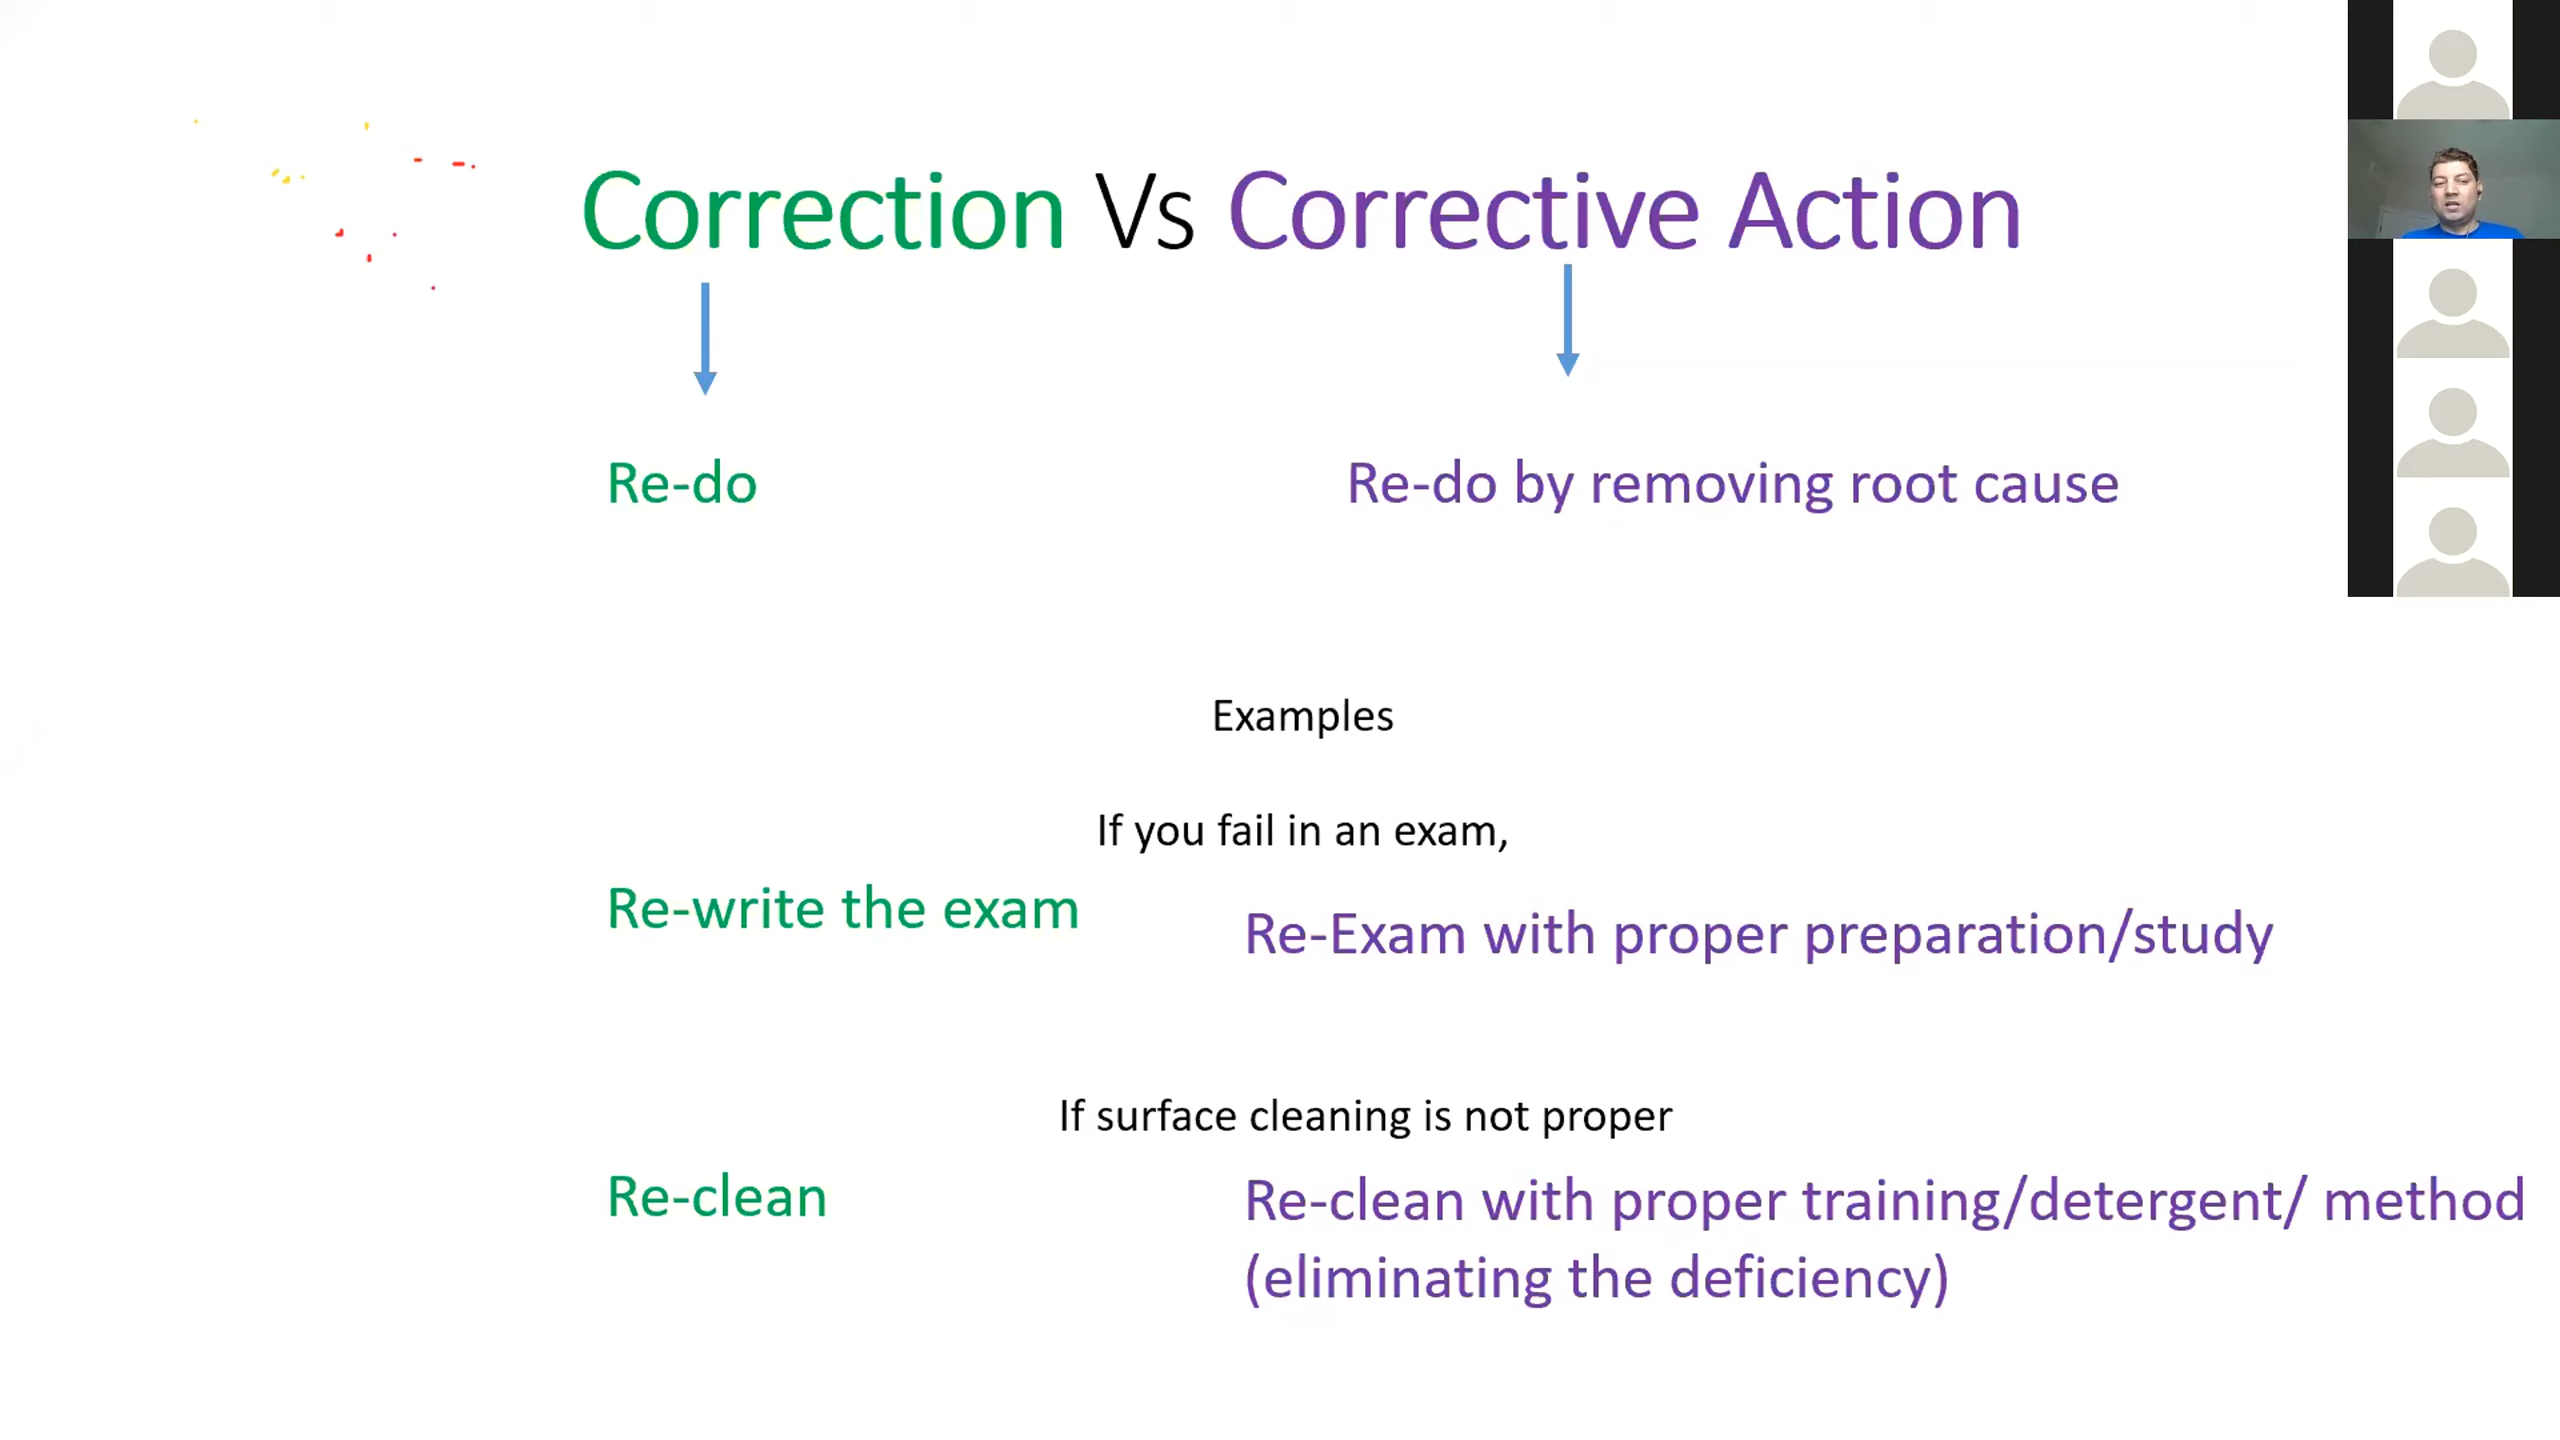 Correction Vs Corrective Action
Re-do
Re-do by removing root cause
Examples
If you fail in an exam,
Re-write the exam
Re-Exam with proper preparation/study
If surface cleaning is not proper
Re-clean
Re-clean with proper training/detergent/ method
(eliminating the deficiency)